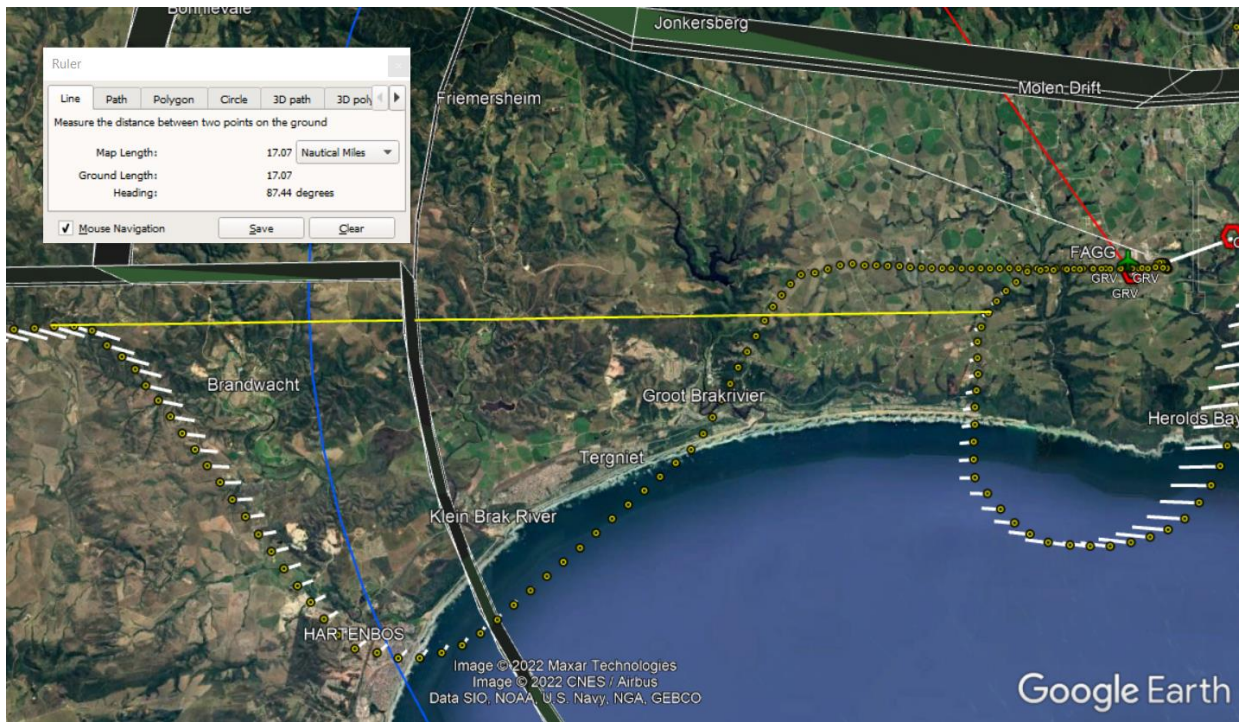 Bonnievale
Jonkersberg
Ruler
Line Path Polygon Circle 3D path 3D poly
Measure the distance between two points on the ground
Map Length: 17.07 Nautical Miles
Ground Length: 17.07
Heading: 87.44 degrees
Mouse Navigation Save Clear
Friemersheim
Molen Drift
FAGG
GRV GRV
GRV
Brandwacht
Groot Brakrivier
Herolds Bay
Tergniet
Klein Brak River
HARTENBOS
Image © 2022 Maxar Technologies
Image © 2022 CNES / Airbus
Data SIO, NOAA, U.S. Navy, NGA, GEBCO
Google Earth